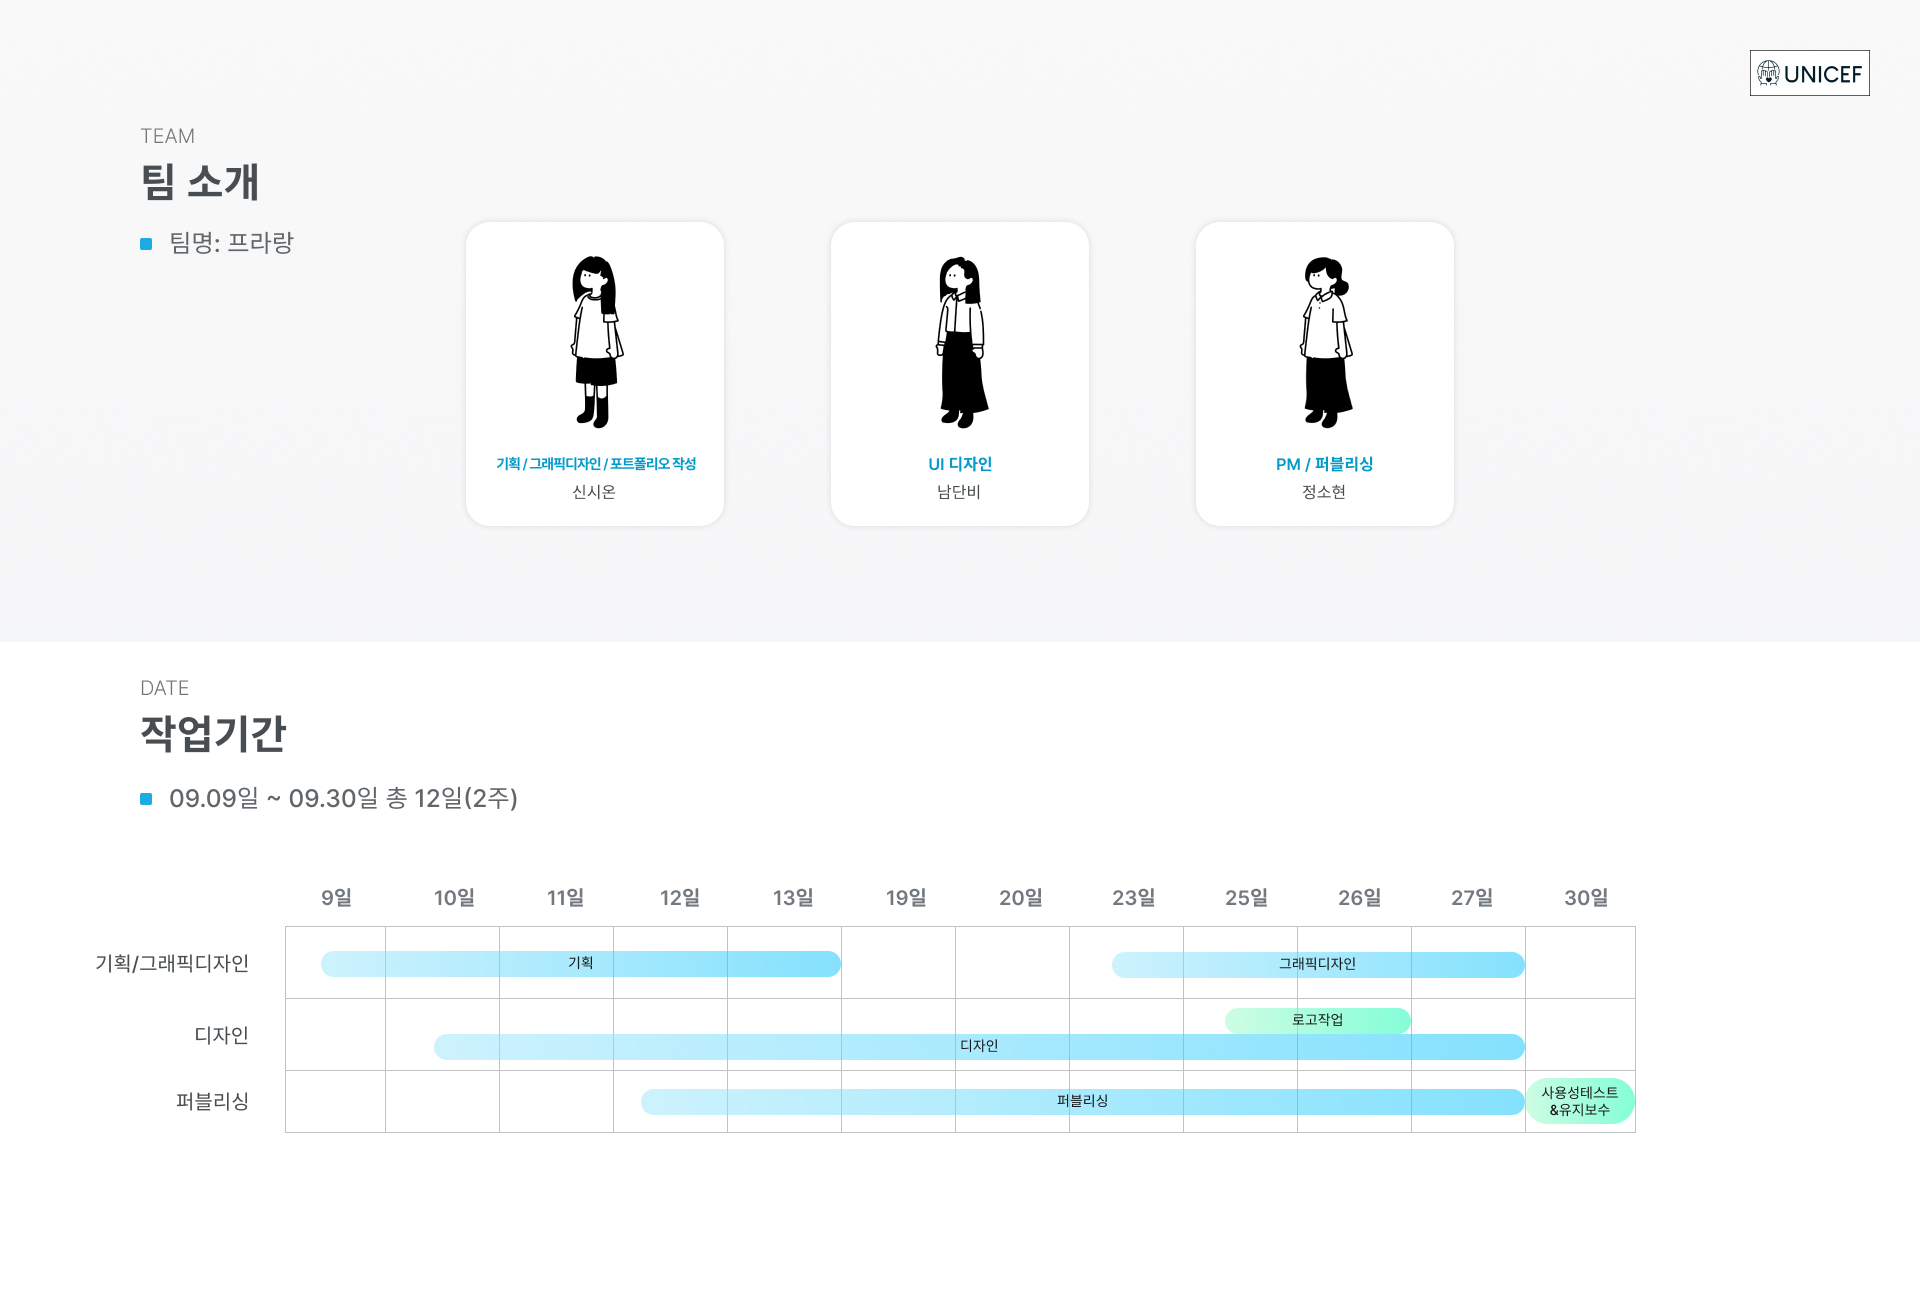 UNICEF
TEAM
팀 소개
팀명: 프라랑
기획 / 그래픽디자인 / 포트폴리오 작성
신시온
UI 디자인
남단비
PM / 퍼블리싱
정소현
DATE
작업기간
09.09일 ~ 09.30일 총 12일(2주)
9일 10일 11일 12일 13일 19일 20일 23일 25일 26일 27일 30일
기획/그래픽디자인 기획 그래픽디자인
로고작업
디자인 디자인
퍼블리싱 퍼블리싱 사용성테스트
&유지보수